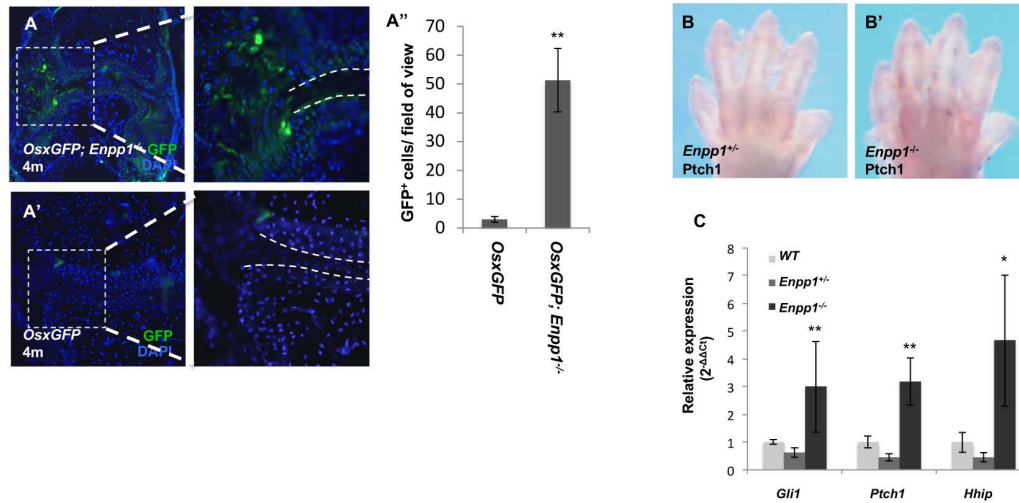 A
OsxGFP; Enpp1-/- GFP
4m DAPI
A'
OsxGFP GFP
4m DAPI
A"
GFP+ cells/ field of view
70
60
50
40
30
20
10
0
**
OsxGFP
OsxGFP; Enpp1-/-
B
Enpp1+/-
Ptch1
B'
Enpp1-/-
Ptch1
C
Relative expression
(2-ΔΔCt)
8
7
6
5
4
3
2
1
0
WT
Enpp1+/-
Enpp1-/-
**
**
*
Gli1 Ptch1 Hhip